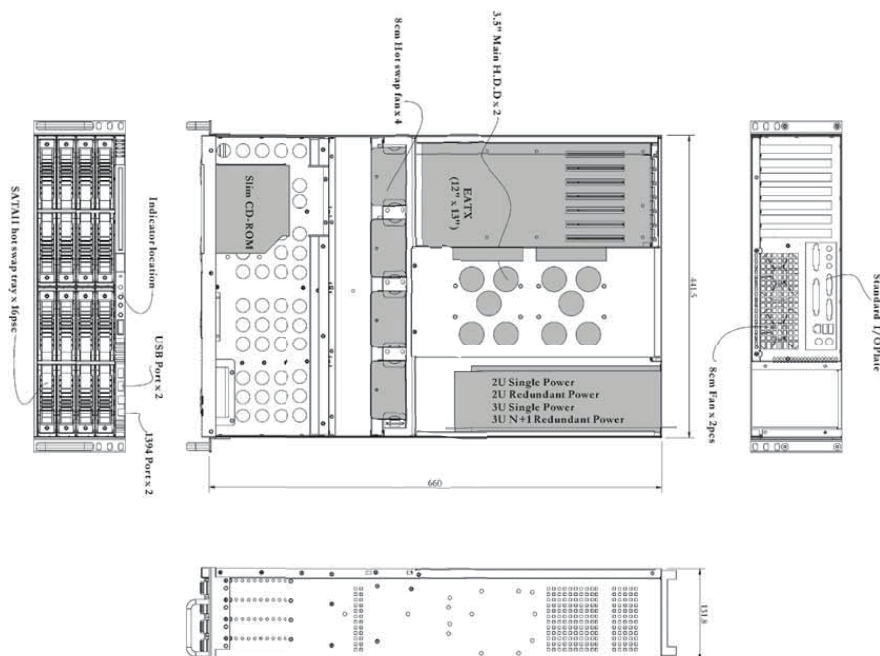 8cm Hot swap fan x 4
3.5" Main H.D.D x 2
Slim CD-ROM
EATX
(12" x 13")
441.5
2U Single Power
2U Redundant Power
3U Single Power
3U N+1 Redundant Power
660
SATAII hot swap tray x 16psc
Indicator location
USB Port x 2
1394 Port x 2
Standard I/O Plate
8cm Fan x 2pcs
131.8